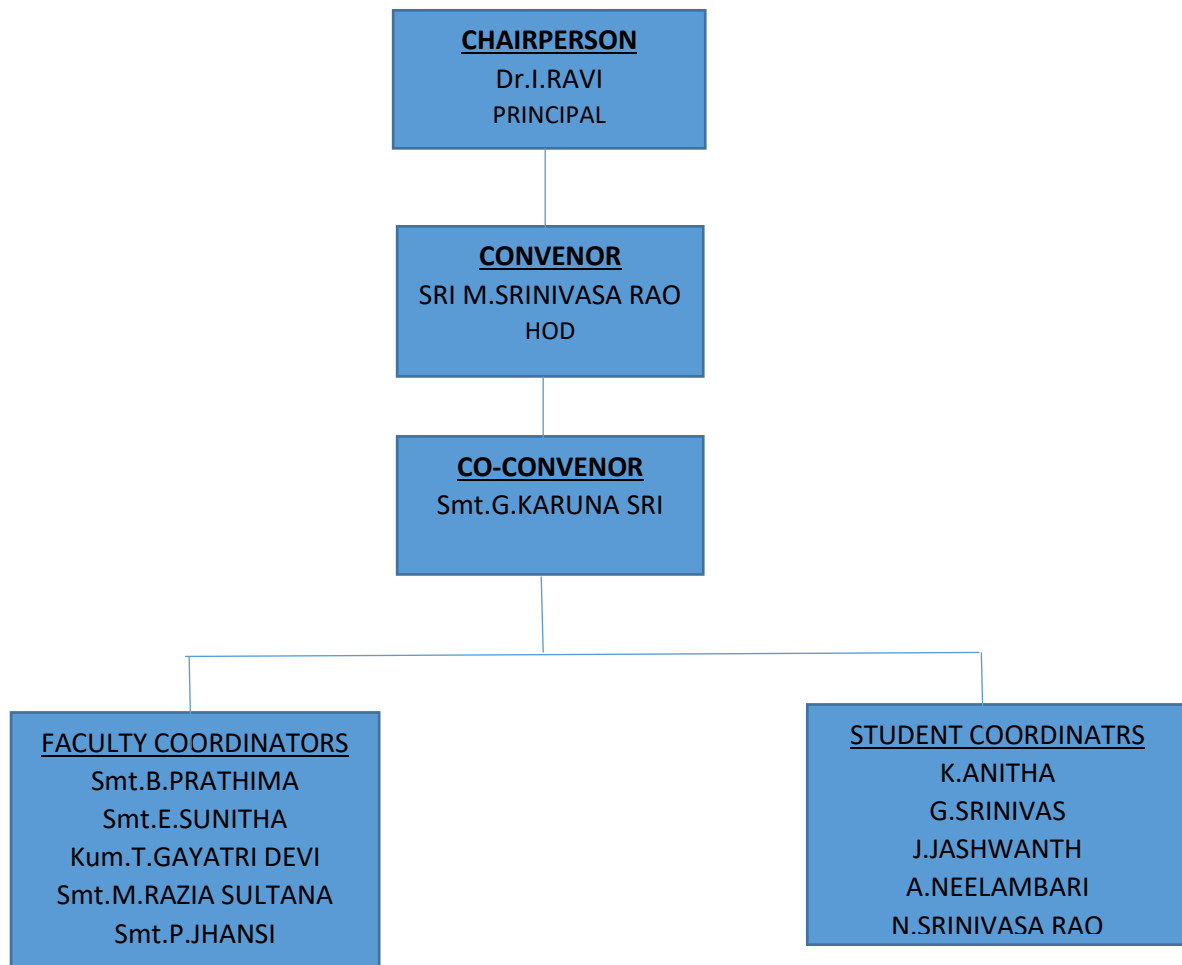 CHAIRPERSON
Dr.I.RAVI
PRINCIPAL
CONVENOR
SRI M.SRINIVASA RAO
HOD
CO-CONVENOR
Smt.G.KARUNA SRI
FACULTY COORDINATORS
Smt.B.PRATHIMA
Smt.E.SUNITHA
Kum.T.GAYATRI DEVI
Smt.M.RAZIA SULTANA
Smt.P.JHANSI
STUDENT COORDINATRS
K.ANITHA
G.SRINIVAS
J.JASHWANTH
A.NEELAMBARI
N.SRINIVASA RAO